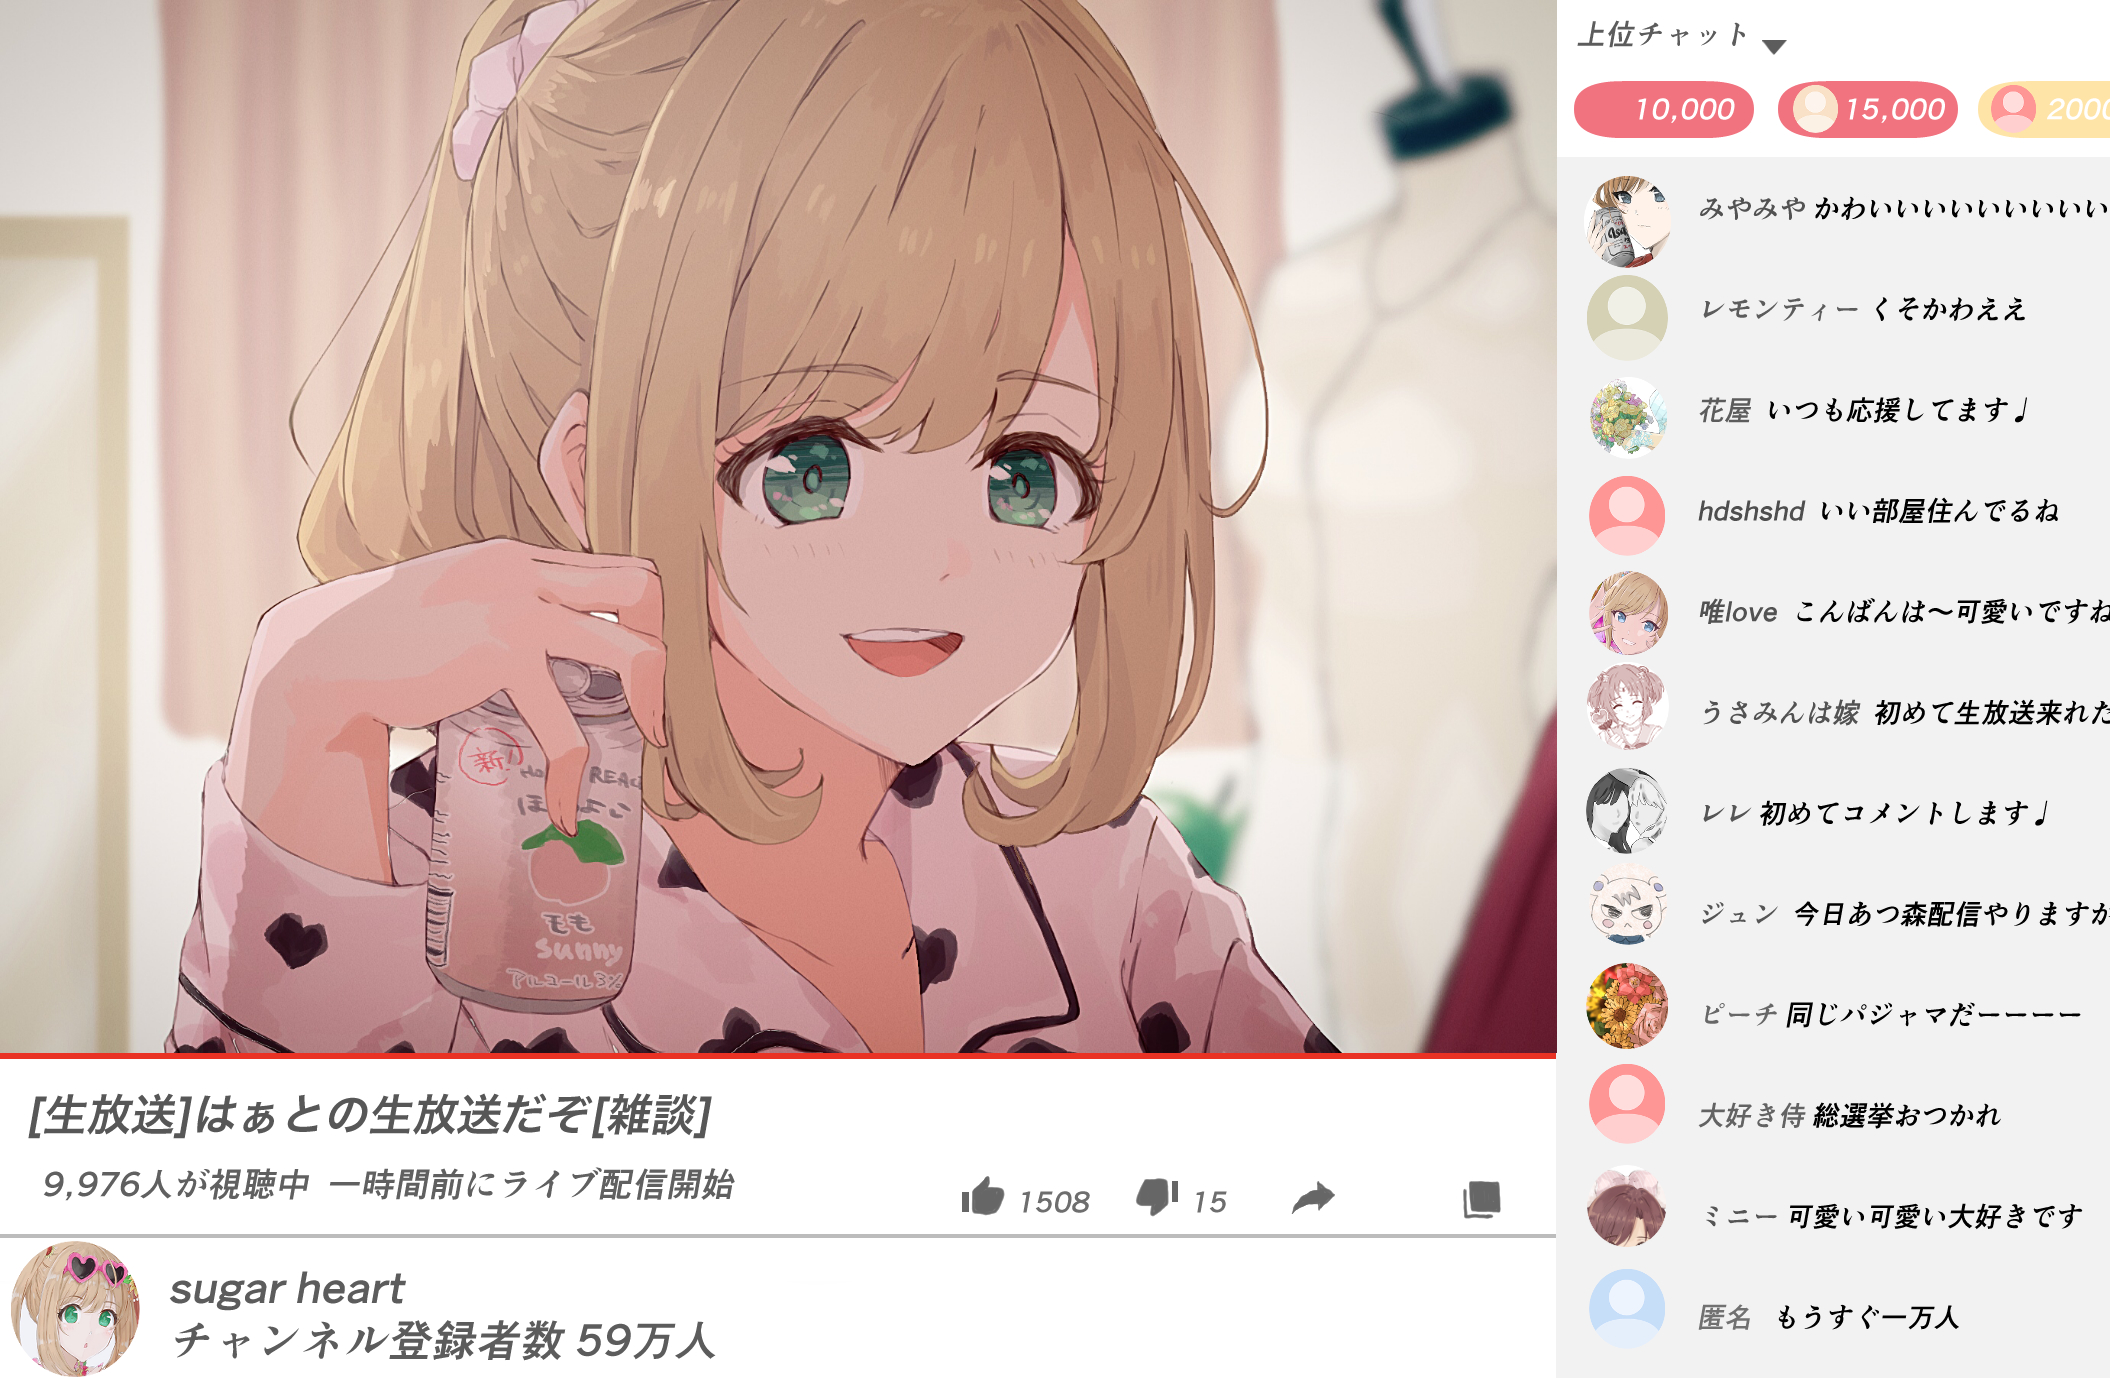 新!
REAC
モモ
sunny
アルコール3%
[生放送]はぁとの生放送だぞ[雑談]
9,976人が視聴中 一時間前にライブ配信開始
1508
15
sugar heart
チャンネル登録者数 59万人
上位チャット
10,000
15,000
2000
みやみや かわいいいいいいいいい
レモンティー くそかわええ
花屋 いつも応援してます♩
hdshshd いい部屋住んでるね
唯love こんばんは～可愛いですね
うさみんは嫁 初めて生放送来れた
レレ 初めてコメントします♩
ジュン 今日あつ森配信やりますか
ピーチ 同じパジャマだーーーー
大好き侍 総選挙おつかれ
ミニー 可愛い可愛い大好きです
匿名 もうすぐ一万人